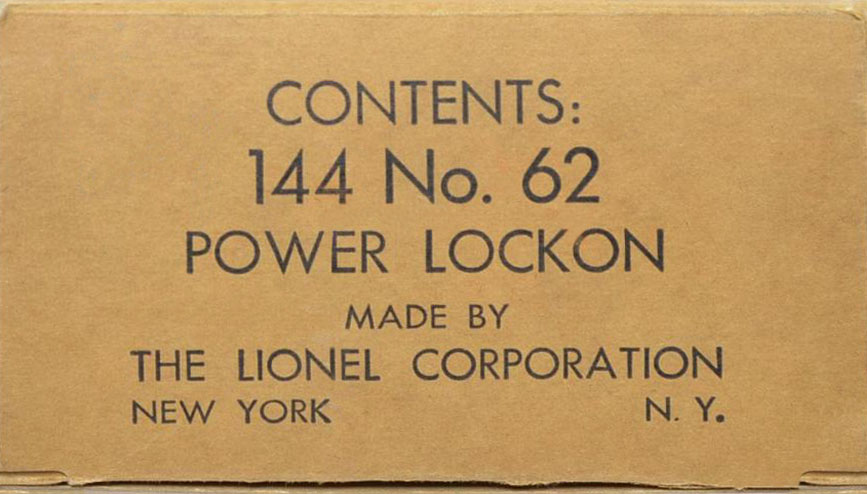 CONTENTS:
144 No. 62
POWER LOCKON
MADE BY
THE LIONEL CORPORATION
NEW YORK N. Y.